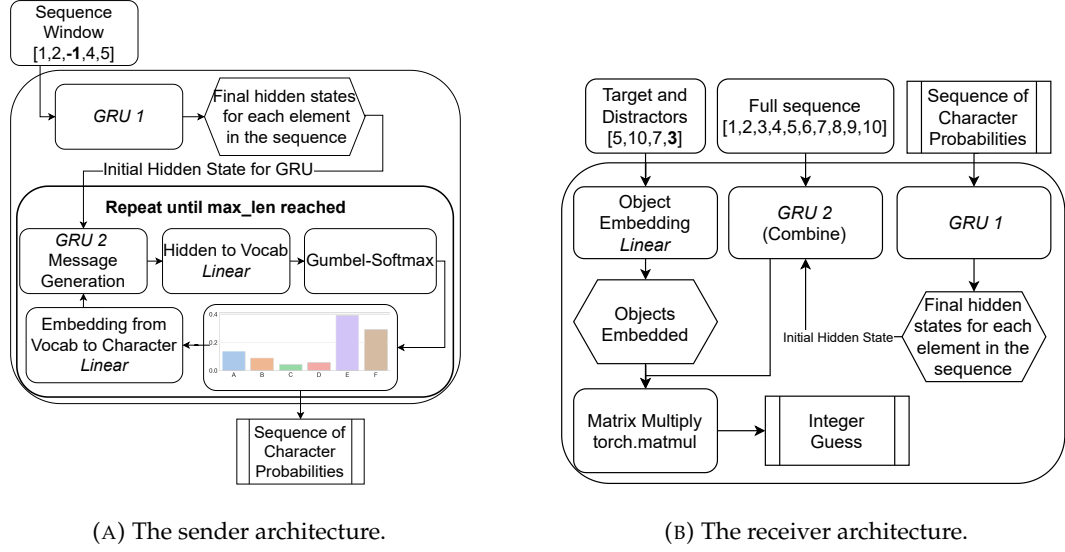 Sequence
Window
[1,2,-1,4,5]
GRU 1
Final hidden states
for each element
in the sequence
Initial Hidden State for GRU
Repeat until max_len reached
GRU 2
Message
Generation
Hidden to Vocab
Linear
Gumbel-Softmax
Embedding from
Vocab to Character
Linear
0.4
0.2
0.0
A B C D E F
Sequence of
Character
Probabilities
(A) The sender architecture.
Target and
Distractors
[5,10,7,3]
Full sequence
[1,2,3,4,5,6,7,8,9,10]
Sequence of
Character
Probabilities
Object
Embedding
Linear
GRU 2
(Combine)
GRU 1
Objects
Embedded
Initial Hidden State
Final hidden
states for each
element in the
sequence
Matrix Multiply
torch.matmul
Integer
Guess
(B) The receiver architecture.